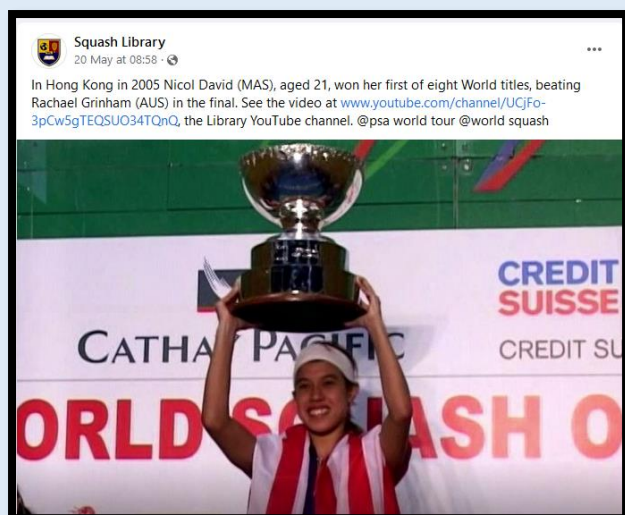 Squash Library
20 May at 08:58 ·
In Hong Kong in 2005 Nicol David (MAS), aged 21, won her first of eight World titles, beating
Rachael Grinham (AUS) in the final. See the video at www.youtube.com/channel/UCjFo-
3pCw5gTEQSUO34TQnQ, the Library YouTube channel. @psa world tour @world squash
CREDIT
SUISSE
CATHAY PACIFIC
CREDIT SU
ORLD SQUASH O